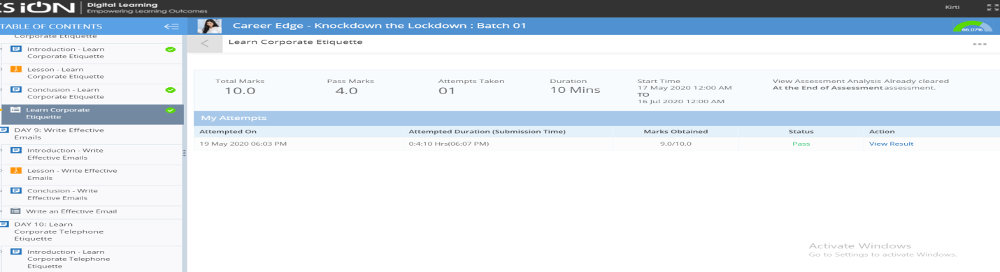 iON
Digital Learning
Empowering Learning Outcomes
Kirti
TABLE OF CONTENTS
Corporate Etiquette
Introduction - Learn
Corporate Etiquette
Lesson - Learn
Corporate Etiquette
Conclusion - Learn
Corporate Etiquette
Learn Corporate
Etiquette
DAY 9: Write Effective
Emails
Introduction - Write
Effective Emails
Lesson - Write Effective
Emails
Conclusion - Write
Effective Emails
Write an Effective Email
DAY 10: Learn
Corporate Telephone
Etiquette
Introduction - Learn
Corporate Telephone
Etiquette
Career Edge - Knockdown the Lockdown : Batch 01
66.07%
Learn Corporate Etiquette
Total Marks
10.0
Pass Marks
4.0
Attempts Taken
01
Duration
10 Mins
Start Time
17 May 2020 12:00 AM
TO
16 Jul 2020 12:00 AM
View Assessment Analysis Already cleared
At the End of Assessment assessment.
My Attempts
Attempted On Attempted Duration (Submission Time) Marks Obtained Status Action
19 May 2020 06:03 PM 0:4:10 Hrs(06:07 PM) 9.0/10.0 Pass View Result
Activate Windows
Go to Settings to activate Windows.